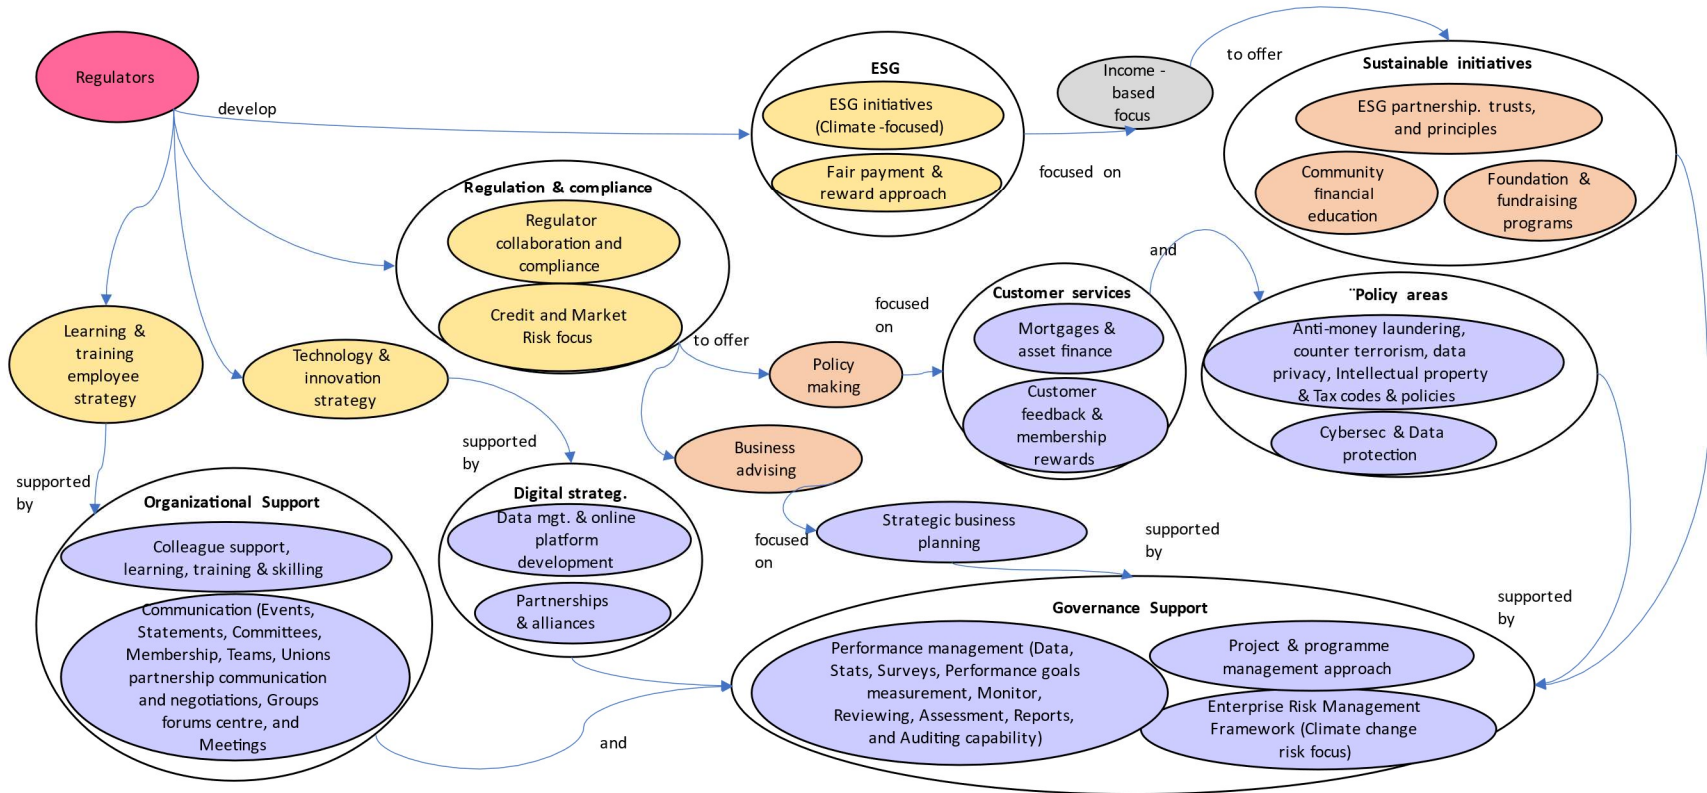 Regulators
develop
ESG
ESG initiatives
(Climate -focused)
Fair payment &
reward approach
focused on
Income -
based
focus
to offer
Sustainable initiatives
ESG partnership. trusts,
and principles
Community
financial
education
Foundation &
fundraising
programs
Regulation & compliance
Regulator
collaboration and
compliance
Credit and Market
Risk focus
to offer
Learning &
training
employee
strategy
Technology &
innovation
strategy
Policy
making
focused
on
Customer services
Mortgages &
asset finance
Customer
feedback &
membership
rewards
and
¨Policy areas
Anti-money laundering,
counter terrorism, data
privacy, Intellectual property
& Tax codes & policies
Cybersec & Data
protection
Business
advising
focused
on
Strategic business
planning
supported
by
supported
by
Organizational Support
Colleague support,
learning, training & skilling
Communication (Events,
Statements, Committees,
Membership, Teams, Unions
partnership communication
and negotiations, Groups
forums centre, and
Meetings
supported
by
Digital strateg.
Data mgt. & online
platform
development
Partnerships
& alliances
and
Governance Support
Performance management (Data,
Stats, Surveys, Performance goals
measurement, Monitor,
Reviewing, Assessment, Reports,
and Auditing capability)
Project & programme
management approach
Enterprise Risk Management
Framework (Climate change
risk focus)
supported
by